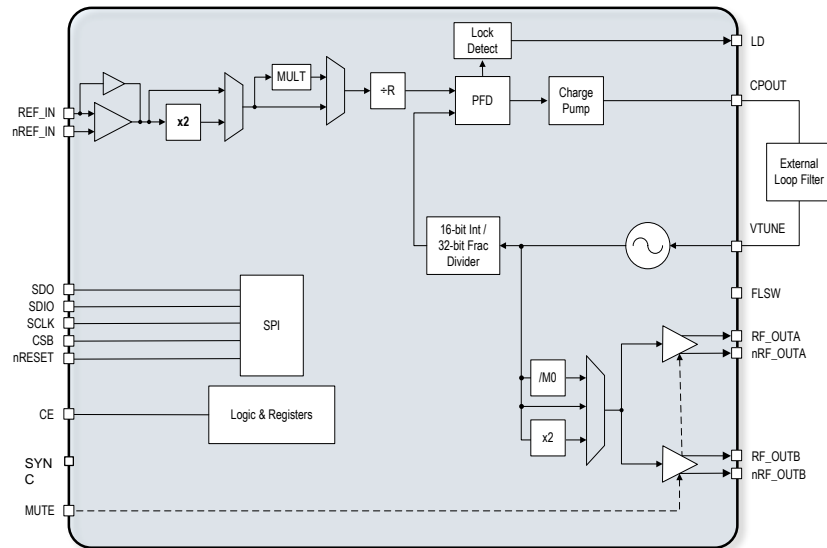 Lock
Detect
LD
CPOUT
MULT
÷R
PFD
Charge
Pump
REF_IN
nREF_IN
x2
External
Loop Filter
VTUNE
16-bit Int /
32-bit Frac
Divider
FLSW
SDO
SDIO
SCLK
CSB
nRESET
SPI
RF_OUTA
nRF_OUTA
/M0
CE
Logic & Registers
x2
SYN
C
RF_OUTB
nRF_OUTB
MUTE